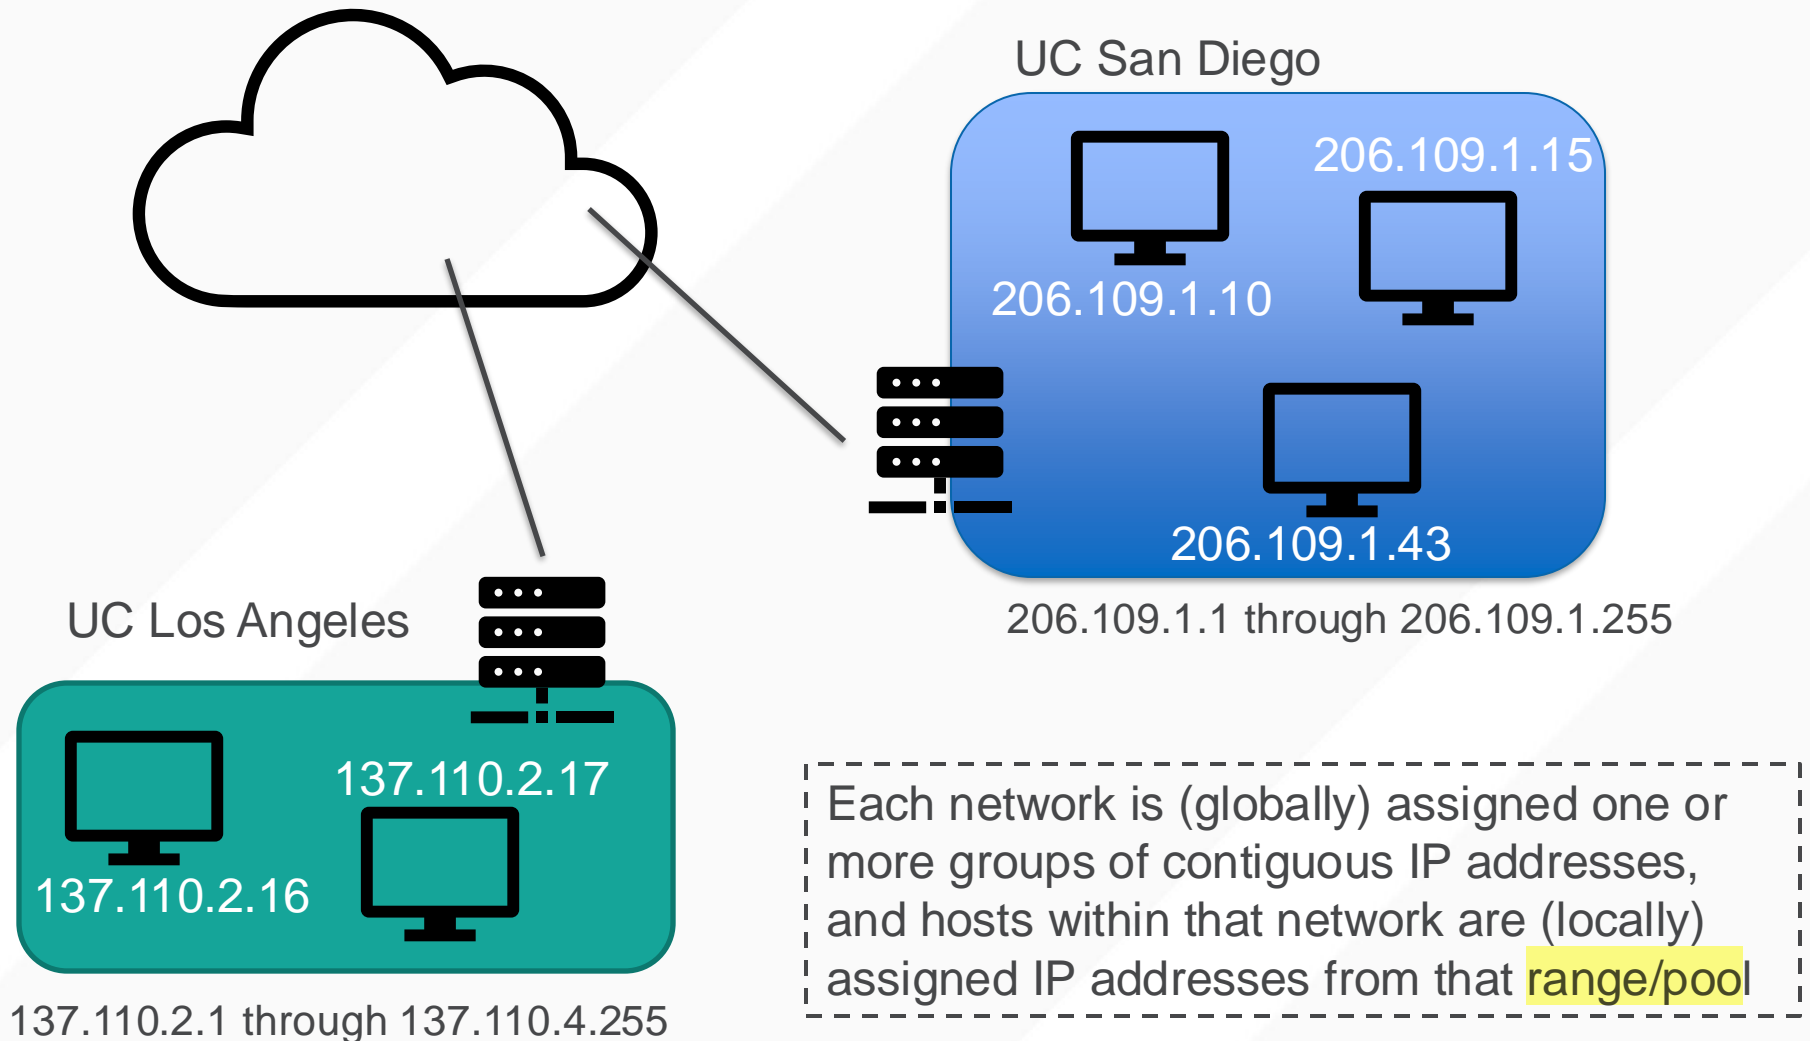 UC San Diego
206.109.1.15
206.109.1.10
206.109.1.43
206.109.1.1 through 206.109.1.255
UC Los Angeles
137.110.2.17
137.110.2.16
137.110.2.1 through 137.110.4.255
Each network is (globally) assigned one or
more groups of contiguous IP addresses,
and hosts within that network are (locally)
assigned IP addresses from that range/pool